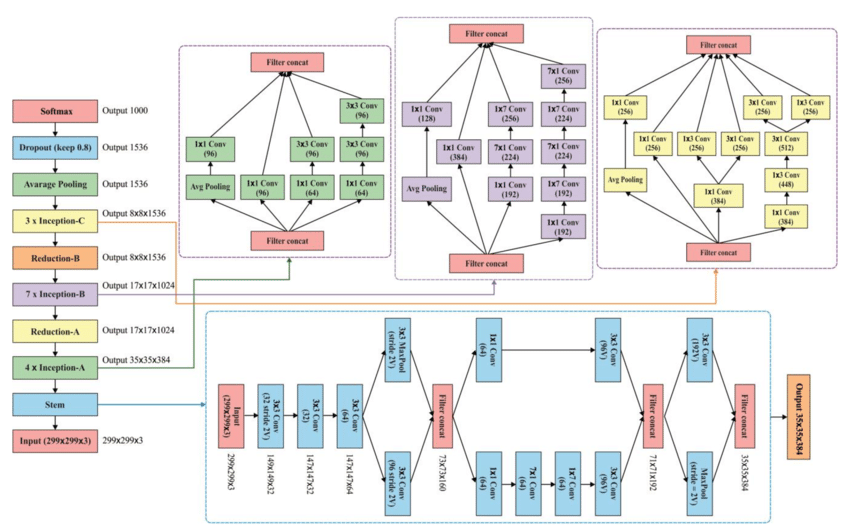 Softmax
Output 1000
Dropout (keep 0.8)
Output 1536
Avarage Pooling
Output 1536
3 x Inception-C
Output 8x8x1536
Reduction-B
Output 8x8x1536
7 x Inception-B
Output 17x17x1024
Reduction-A
Output 17x17x1024
4 x Inception-A
Output 35x35x384
Stem
Input (299x299x3)
299x299x3
Filter concat
3x3 Conv
(96)
1x1 Conv
(96)
3x3 Conv
(96)
3x3 Conv
(96)
Avg Pooling
1x1 Conv
(96)
1x1 Conv
(64)
1x1 Conv
(64)
Filter concat
Filter concat
7x1 Conv
(256)
1x1 Conv
(128)
1x7 Conv
(256)
1x7 Conv
(224)
1x1 Conv
(384)
7x1 Conv
(224)
7x1 Conv
(224)
Avg Pooling
1x1 Conv
(192)
1x7 Conv
(192)
1x1 Conv
(192)
Filter concat
Filter concat
1x1 Conv
(256)
3x1 Conv
(256)
1x3 Conv
(256)
1x1 Conv
(256)
1x3 Conv
(256)
3x1 Conv
(256)
3x1 Conv
(512)
Avg Pooling
1x3 Conv
(448)
1x1 Conv
(384)
1x1 Conv
(384)
Filter concat
Input
(299x299x3)
299x299x3
3x3 Conv
(32 stride 2V)
149x149x32
3x3 Conv
(32)
147x147x32
3x3 Conv
(64)
147x147x64
3x3 MaxPool
(stride 2V)
3x3 Conv
(96 stride 2V)
Filter concat
73x73x160
1x1 Conv
(64)
3x3 Conv
(96V)
1x1 Conv
(64)
7x1 Conv
(64)
1x7 Conv
(64)
3x3 Conv
(96V)
Filter concat
71x71x192
3x3 Conv
(192V)
MaxPool
(stride = 2V)
Filter concat
35x35x384
Output 35x35x384